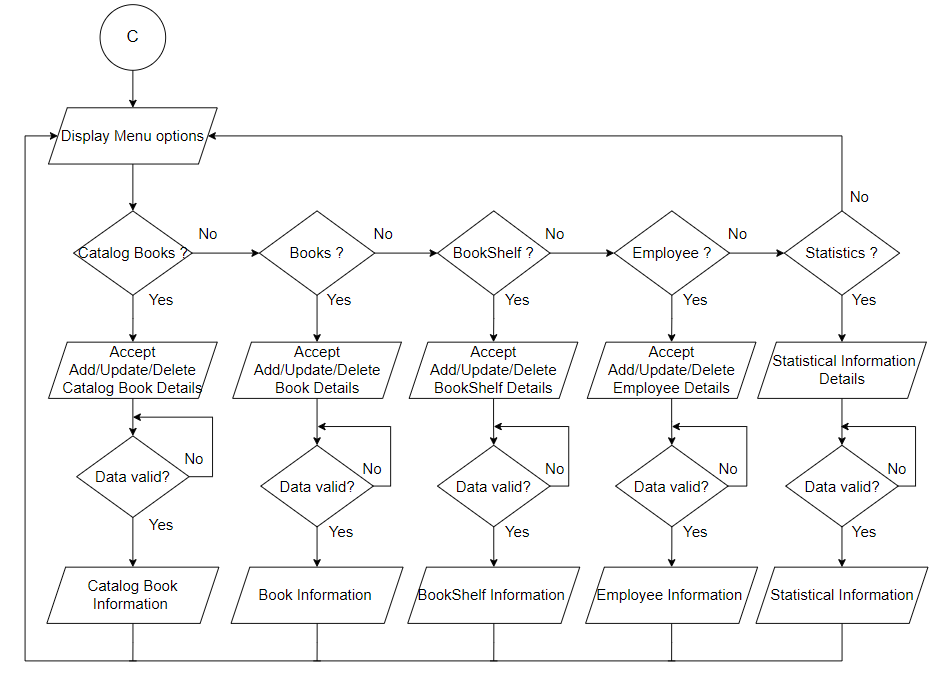 C
Display Menu options
No
Catalog Books ?
No
Books ?
No
BookShelf ?
No
Employee ?
No
Statistics ?
Yes
Yes
Yes
Yes
Yes
Accept
Add/Update/Delete
Catalog Book Details
Accept
Add/Update/Delete
Book Details
Accept
Add/Update/Delete
BookShelf Details
Accept
Add/Update/Delete
Employee Details
Statistical Information
Details
Data valid?
No
Data valid?
No
Data valid?
No
Data valid?
No
Data valid?
No
Yes
Yes
Yes
Yes
Yes
Catalog Book
Information
Book Information
BookShelf Information
Employee Information
Statistical Information